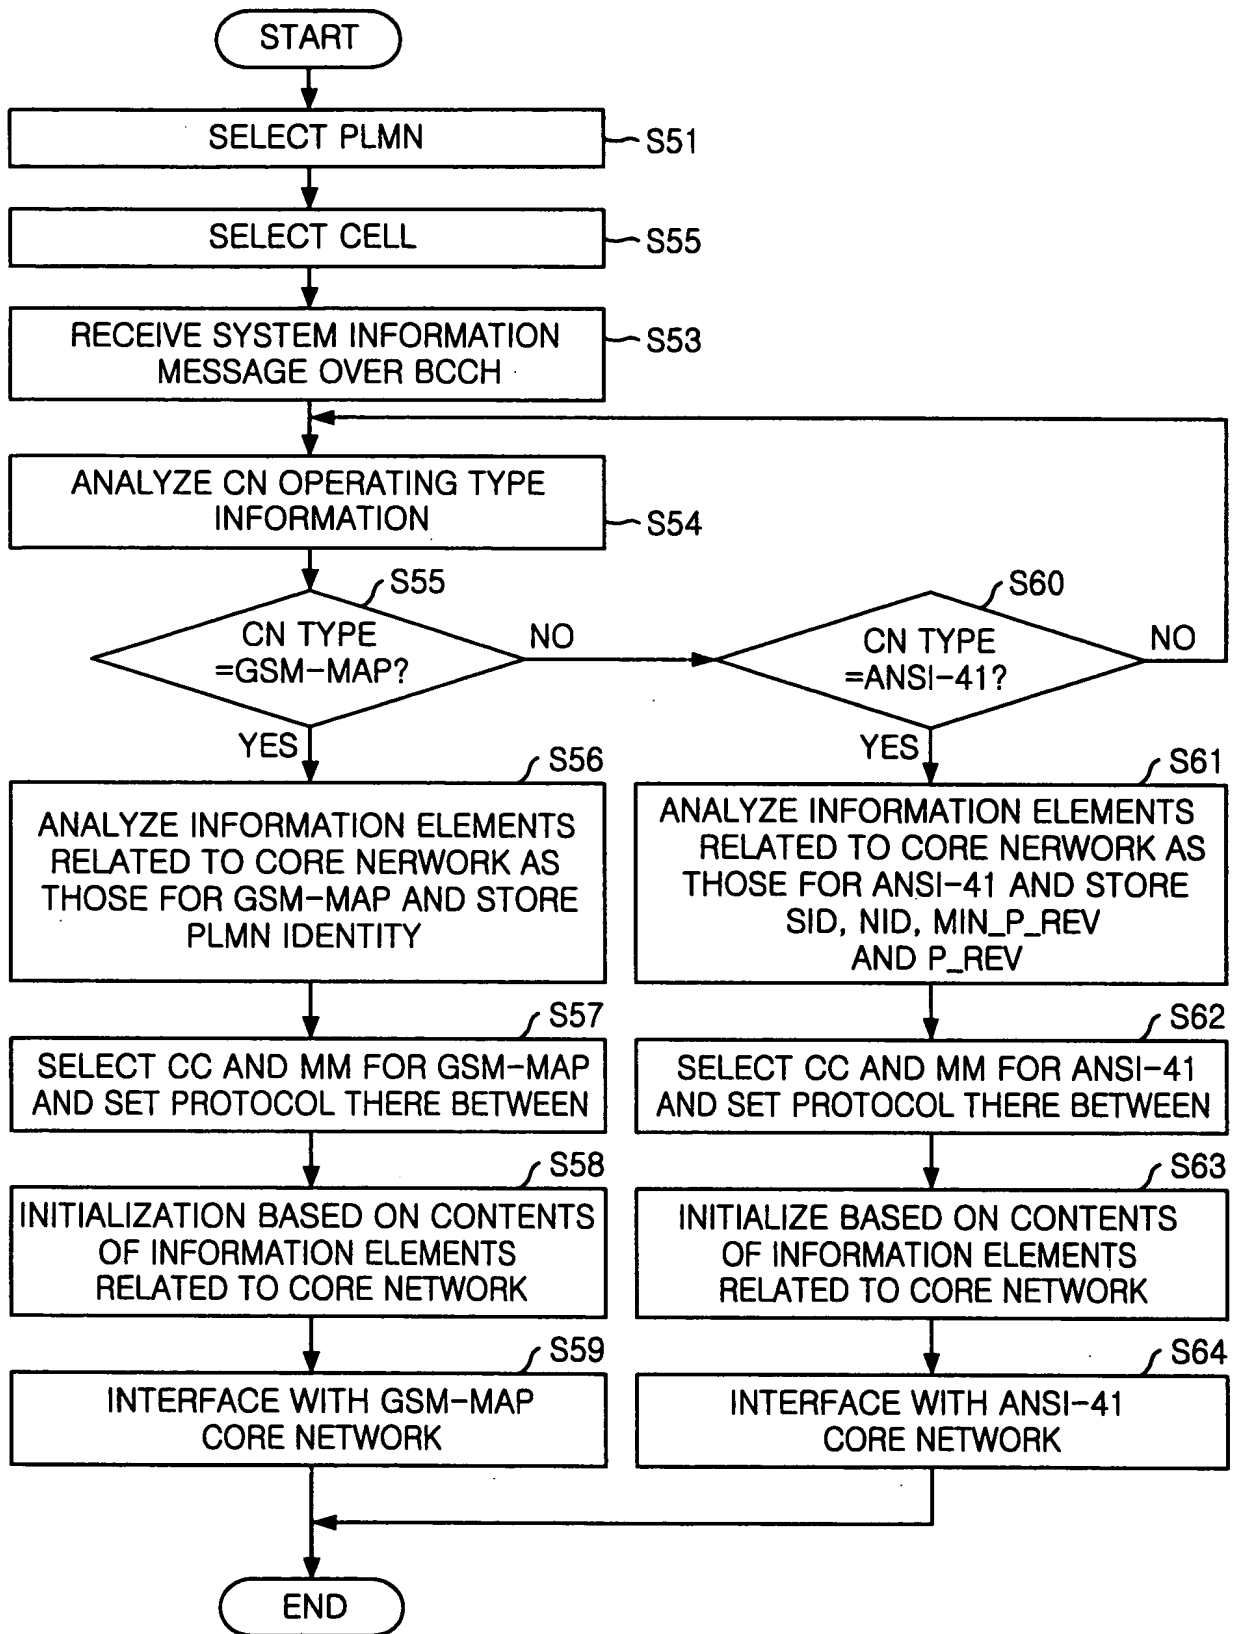 START
SELECT PLMN
S51
SELECT CELL
S55
RECEIVE SYSTEM INFORMATION
MESSAGE OVER BCCH
S53
ANALYZE CN OPERATING TYPE
INFORMATION
S54
S55
CN TYPE
=GSM-MAP?
NO
YES
S60
CN TYPE
=ANSI-41?
NO
YES
S56
ANALYZE INFORMATION ELEMENTS
RELATED TO CORE NERWORK AS
THOSE FOR GSM-MAP AND STORE
PLMN IDENTITY
S61
ANALYZE INFORMATION ELEMENTS
RELATED TO CORE NERWORK AS
THOSE FOR ANSI-41 AND STORE
SID, NID, MIN_P_REV
AND P_REV
S57
SELECT CC AND MM FOR GSM-MAP
AND SET PROTOCOL THERE BETWEEN
S62
SELECT CC AND MM FOR ANSI-41
AND SET PROTOCOL THERE BETWEEN
S58
INITIALIZATION BASED ON CONTENTS
OF INFORMATION ELEMENTS
RELATED TO CORE NETWORK
S63
INITIALIZE BASED ON CONTENTS
OF INFORMATION ELEMENTS
RELATED TO CORE NETWORK
S59
INTERFACE WITH GSM-MAP
CORE NETWORK
S64
INTERFACE WITH ANSI-41
CORE NETWORK
END